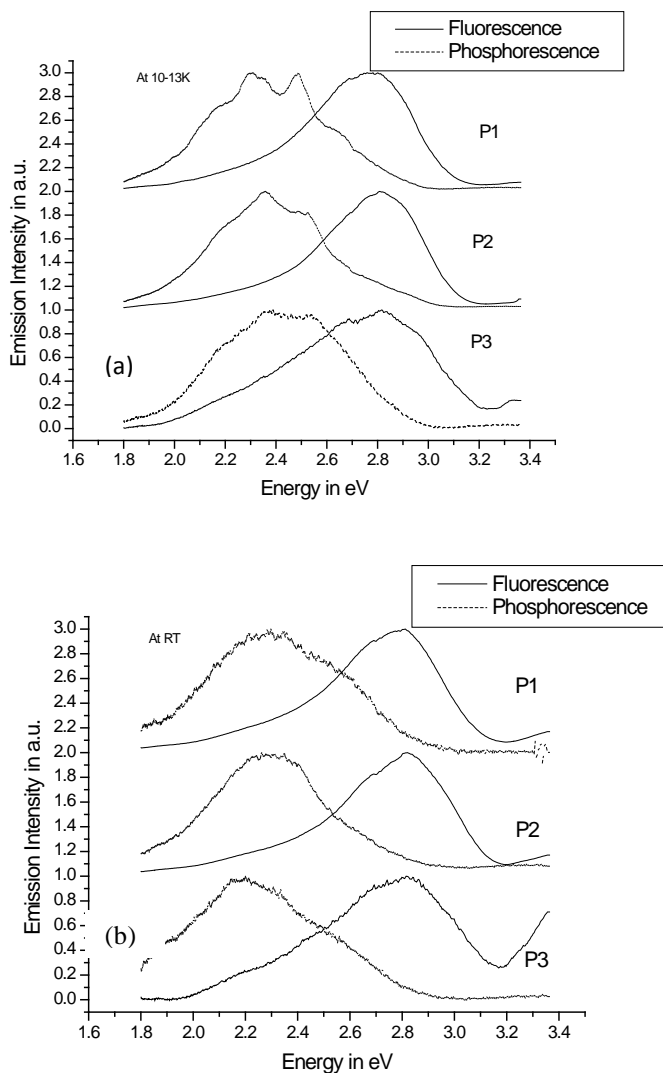 Fluorescence
Phosphorescence
At 10-13K
3.0
2.8
2.6
2.4
2.2
2.0
1.8
1.6
1.4
1.2
1.0
0.8
0.6
0.4
0.2
0.0
P1
P2
P3
(a)
Emission Intensity in a.u.
1.6 1.8 2.0 2.2 2.4 2.6 2.8 3.0 3.2 3.4
Energy in eV
Fluorescence
Phosphorescence
At RT
3.0
2.8
2.6
2.4
2.2
2.0
1.8
1.6
1.4
1.2
1.0
0.8
0.6
0.4
0.2
0.0
P1
P2
P3
(b)
Emission Intensity in a.u.
1.6 1.8 2.0 2.2 2.4 2.6 2.8 3.0 3.2 3.4
Energy in eV